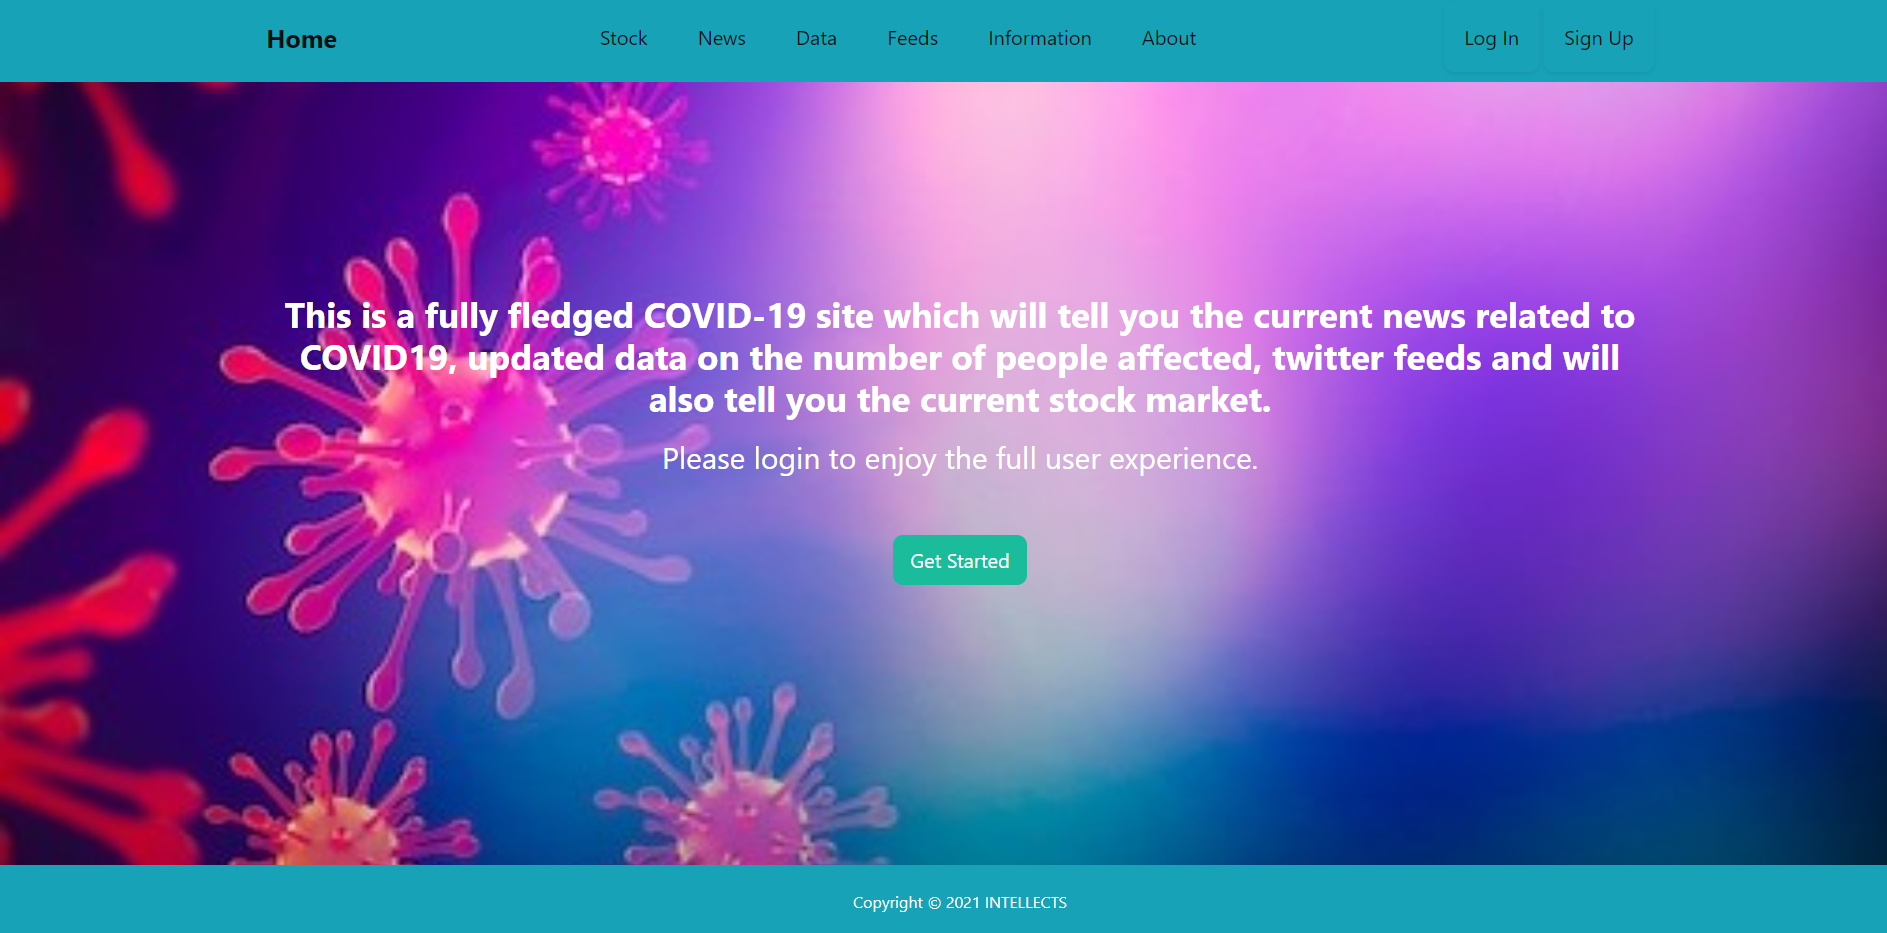 Home Stock News Data Feeds Information About Log In Sign Up
This is a fully fledged COVID-19 site which will tell you the current news related to
COVID19, updated data on the number of people affected, twitter feeds and will
also tell you the current stock market.
Please login to enjoy the full user experience.
Get Started
Copyright © 2021 INTELLECTS